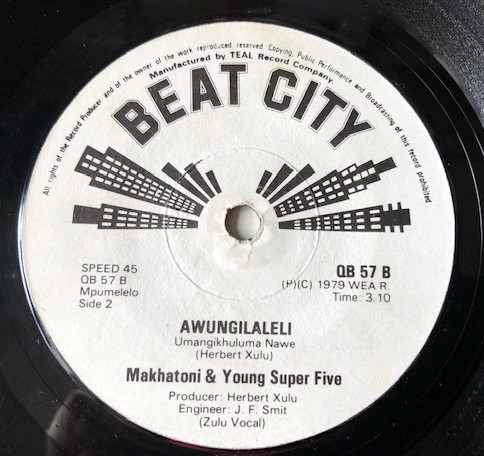 All rights of the Record Producer and of the owner of the work reproduced reserved. Copying, Public Performance and Broadcasting of this record prohibited
Manufactured by TEAL Record Company.
BEAT CITY
SPEED 45
QB 57 B
Mpumelelo
Side 2
QB 57 B
(P)(C) 1979 WEA R.
Time: 3.10
AWUNGILALELI
Umangikhuluma Nawe
(Herbert Xulu)
Makhatoni & Young Super Five
Producer: Herbert Xulu
Engineer: J. F. Smit
(Zulu Vocal)